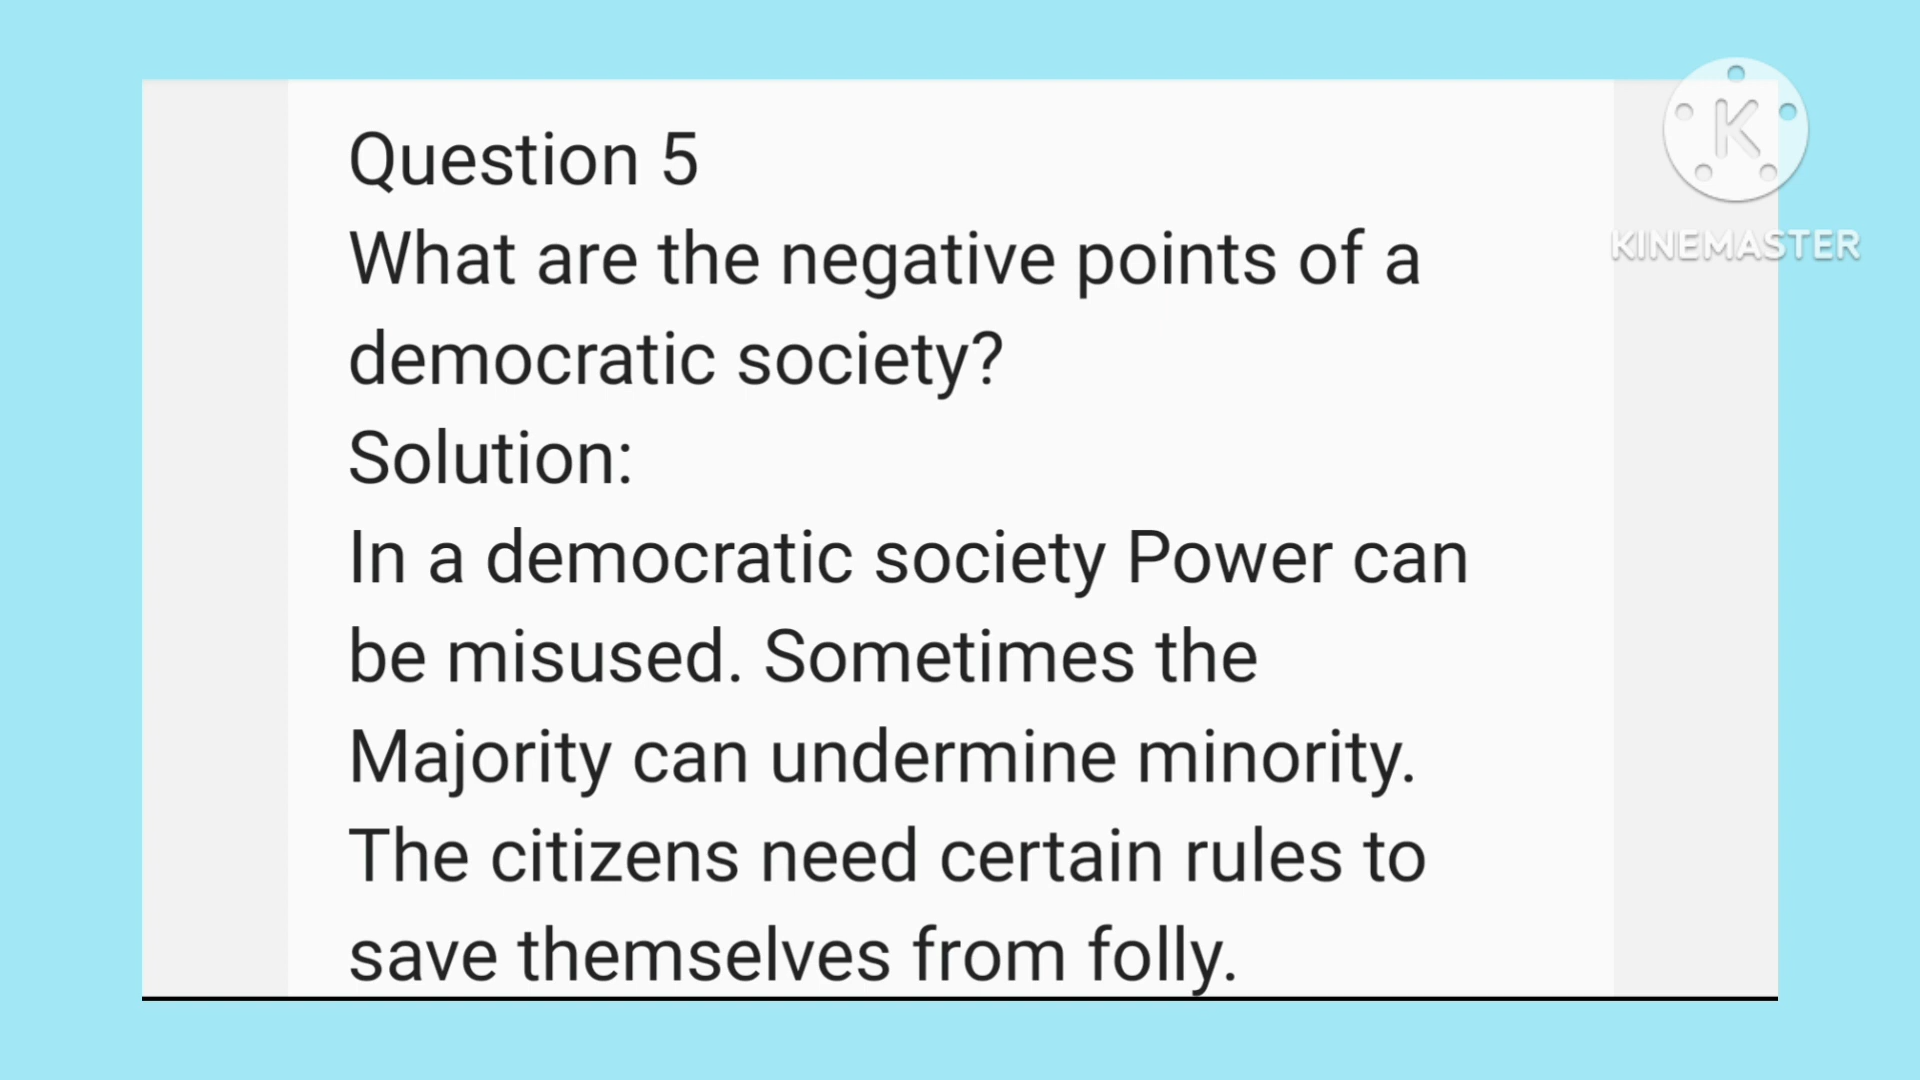 Question 5
What are the negative points of a
democratic society?
Solution:
In a democratic society Power can
be misused. Sometimes the
Majority can undermine minority.
The citizens need certain rules to
save themselves from folly.
K
KINEMASTER